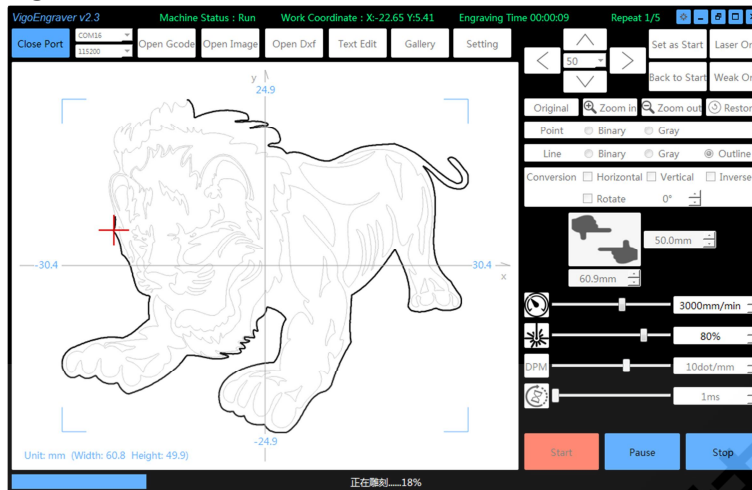 VigoEngraver v2.3 Machine Status : Run Work Coordinate : X:-22.65 Y:5.41 Engraving Time 00:00:09 Repeat 1/5
Close Port COM16 Open Gcode Open Image Open Dxf Text Edit Gallery Setting
115200
Set as Start Laser On
50
Back to Start Weak On
Original Zoom in Zoom out Restor
Point Binary Gray
Line Binary Gray Outline
Conversion Horizontal Vertical Inverse
Rotate 0°
50.0mm
60.9mm
3000mm/min
80%
DPM 10dot/mm
1ms
Start Pause Stop
y
24.9
-30.4 30.4
x
-24.9
Unit: mm (Width: 60.8 Height: 49.9)
正在雕刻......18%